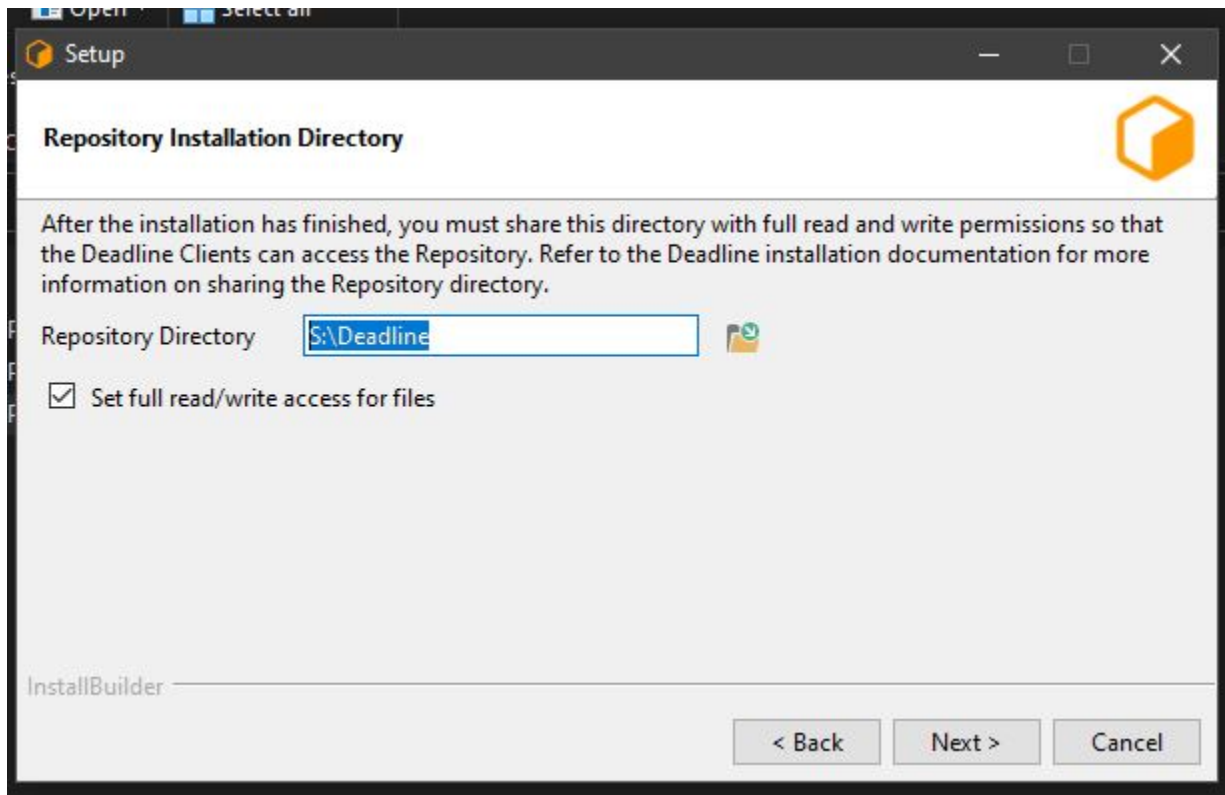 Open
Select all
Setup
Repository Installation Directory
After the installation has finished, you must share this directory with full read and write permissions so that
the Deadline Clients can access the Repository. Refer to the Deadline installation documentation for more
information on sharing the Repository directory.
Repository Directory S:\Deadline
Set full read/write access for files
InstallBuilder
< Back Next > Cancel